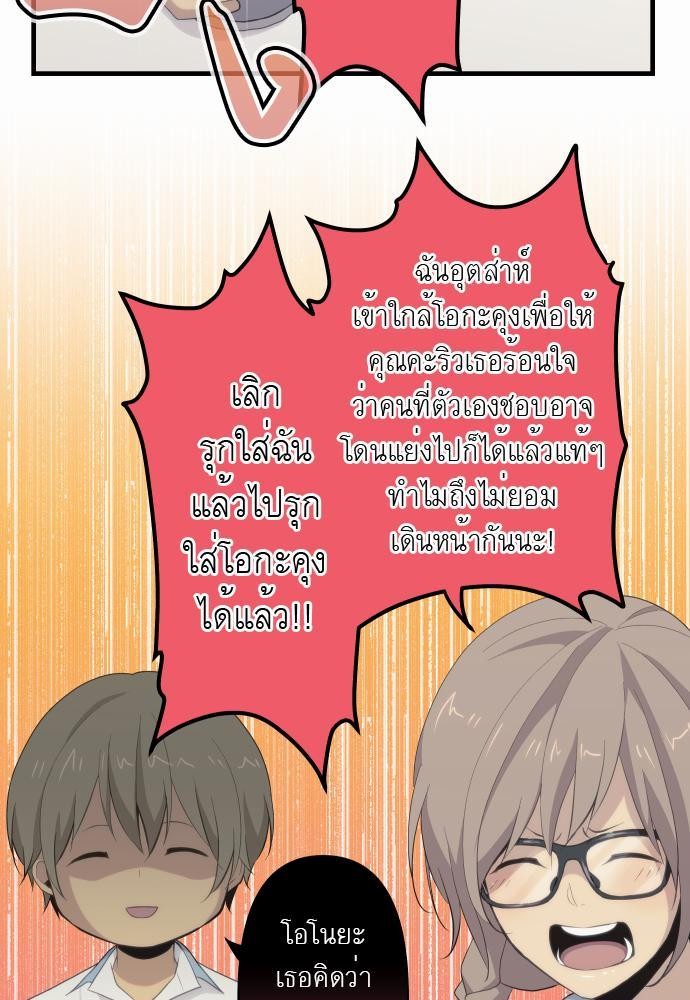 ฉันอุตส่าห์
เข้าใกล้โอกะคุงเพื่อให้
คุณคะริวเธอร้อนใจ
ว่าคนที่ตัวเองชอบอาจ
โดนแย่งไปก็ได้แล้วแท้ๆ
ทำไมถึงไม่ยอม
เดินหน้ากันนะ!
เลิก
รุกใส่ฉัน
แล้วไปรุก
ใส่โอกะคุง
ได้แล้ว!!
โอโนยะ
เธอคิดว่า